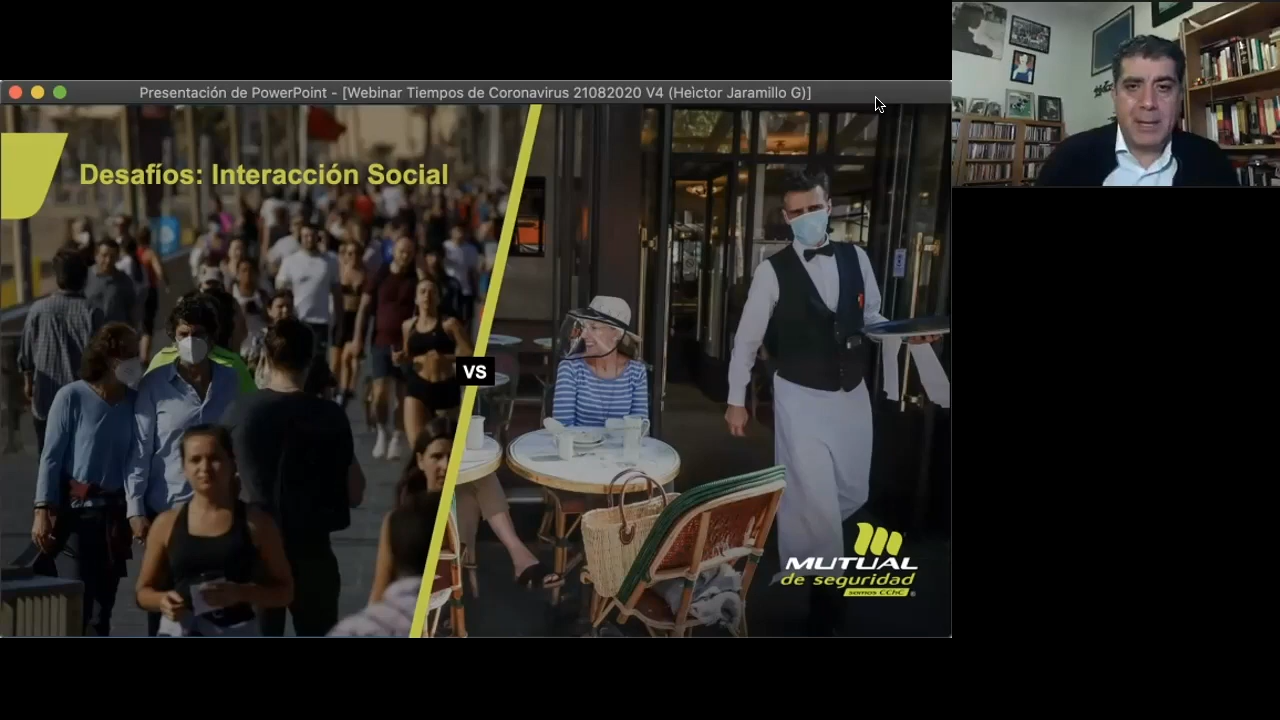 Presentación de PowerPoint - [Webinar Tiempos de Coronavirus 21082020 V4 (Heìctor Jaramillo G)]
Desafíos: Interacción Social
VS
MUTUAL
de seguridad
somos CChC
®